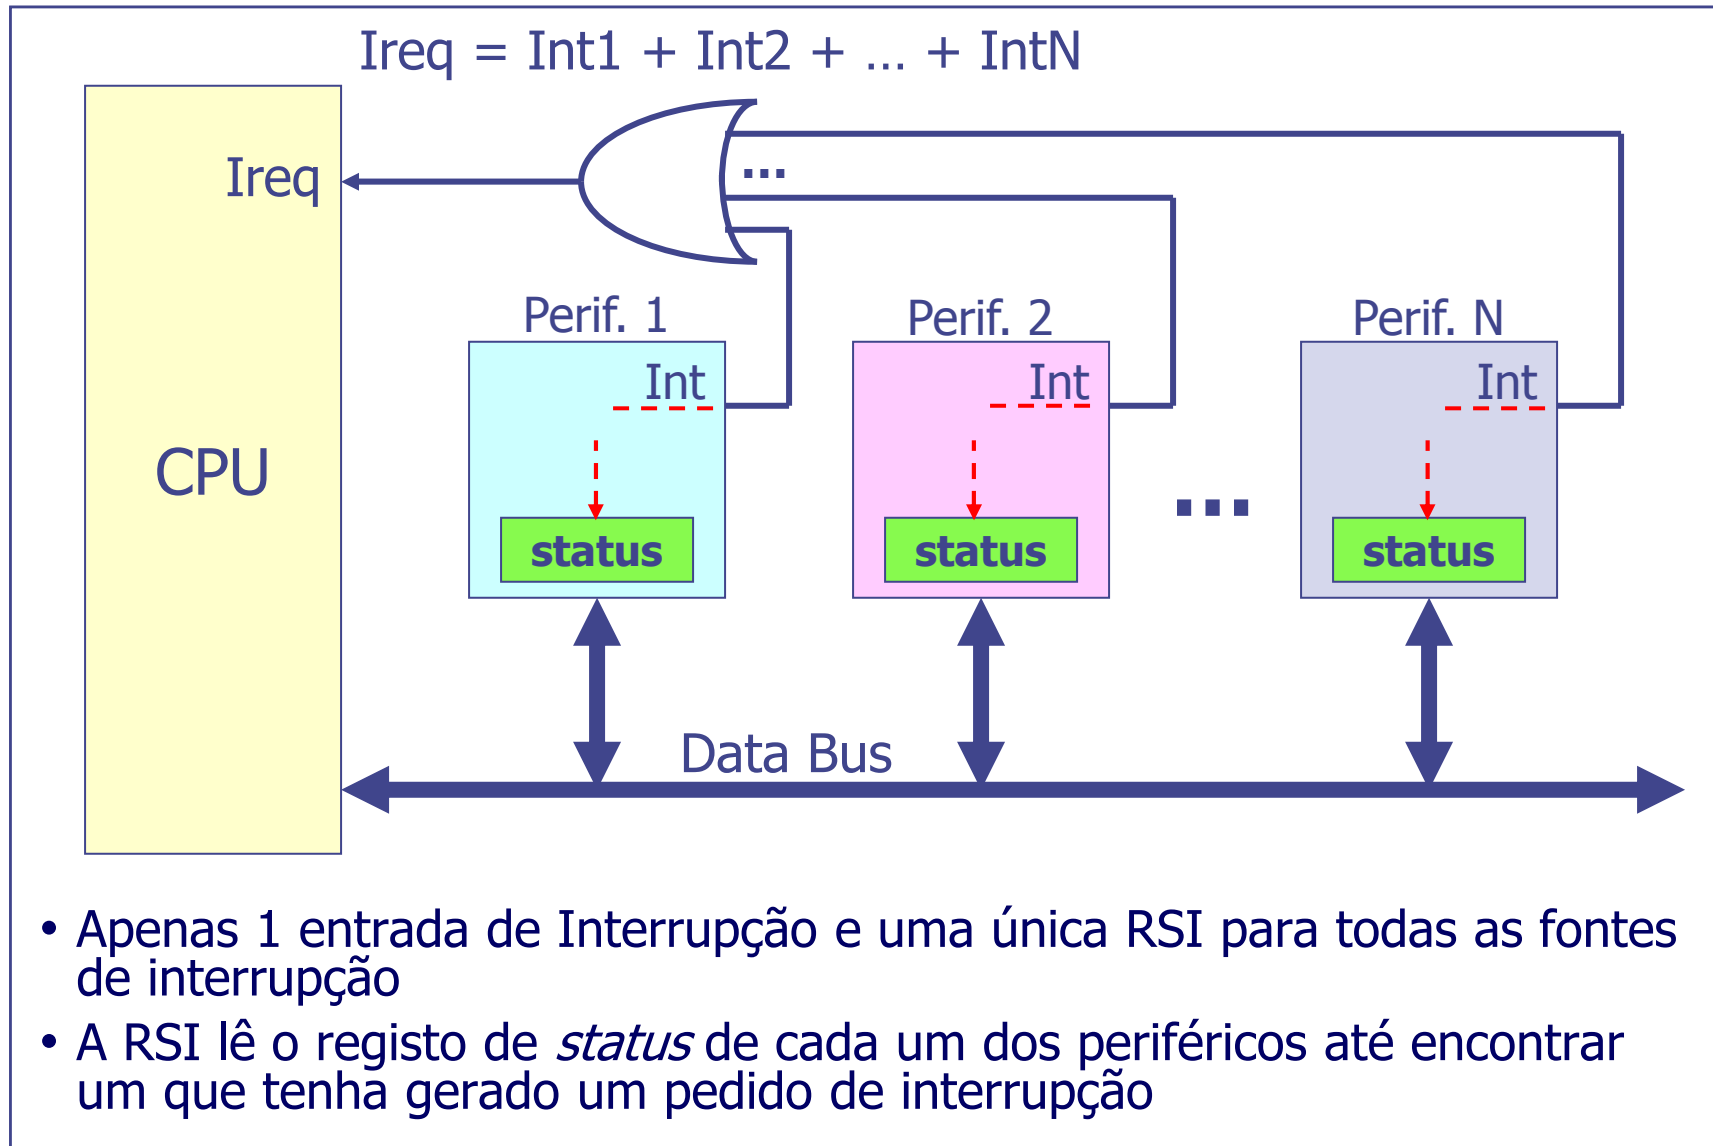 Ireq = Int1 + Int2 + … + IntN
Ireq
...
Perif. 1
Perif. 2
Perif. N
Int
Int
Int
CPU
...
status
status
status
Data Bus
• Apenas 1 entrada de Interrupção e uma única RSI para todas as fontes
de interrupção
• A RSI lê o registo de status de cada um dos periféricos até encontrar
um que tenha gerado um pedido de interrupção